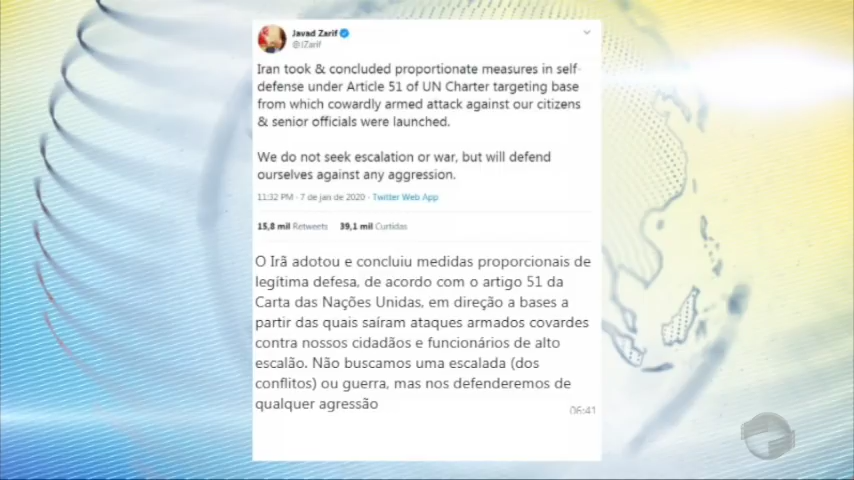 Javad Zarif
@JZarif
Iran took & concluded proportionate measures in self-
defense under Article 51 of UN Charter targeting base
from which cowardly armed attack against our citizens
& senior officials were launched.
We do not seek escalation or war, but will defend
ourselves against any aggression.
11:32 PM · 7 de jan de 2020 · Twitter Web App
15,8 mil Retweets 39,1 mil Curtidas
O Irã adotou e concluiu medidas proporcionais de
legítima defesa, de acordo com o artigo 51 da
Carta das Nações Unidas, em direção a bases a
partir das quais saíram ataques armados covardes
contra nossos cidadãos e funcionários de alto
escalão. Não buscamos uma escalada (dos
conflitos) ou guerra, mas nos defenderemos de
qualquer agressão
06:41